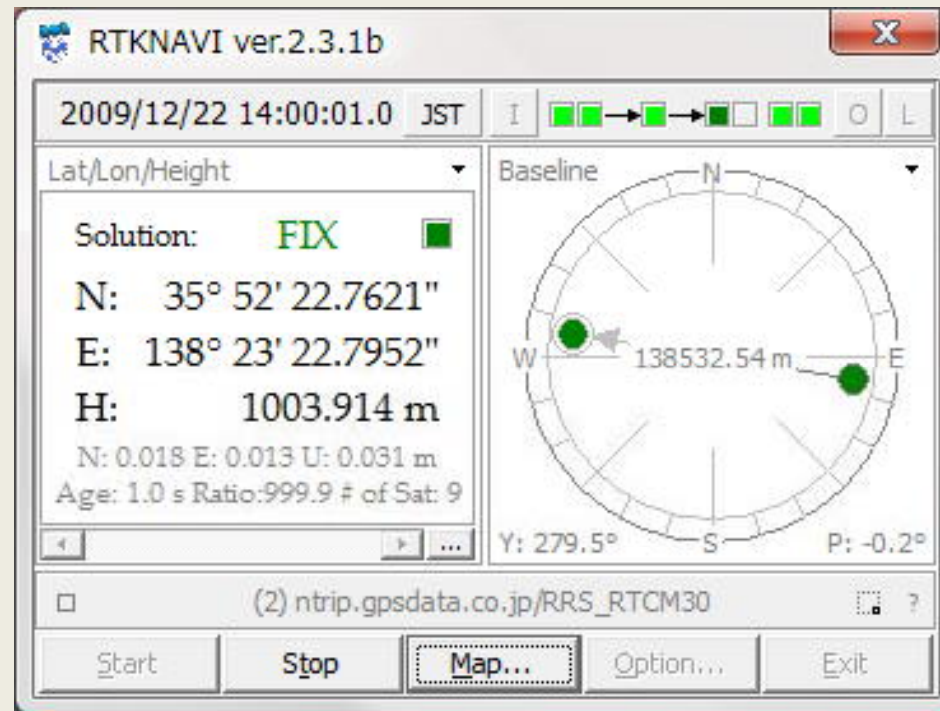 RTKNAVI ver.2.3.1b
2009/12/22 14:00:01.0 JST I O L
Lat/Lon/Height
Solution: FIX
N: 35° 52' 22.7621"
E: 138° 23' 22.7952"
H: 1003.914 m
N: 0.018 E: 0.013 U: 0.031 m
Age: 1.0 s Ratio:999.9 # of Sat: 9
...
Baseline
N
W 138532.54 m E
Y: 279.5° S P: -0.2°
(2) ntrip.gpsdata.co.jp/RRS_RTCM30 ?
Start Stop Map... Option... Exit